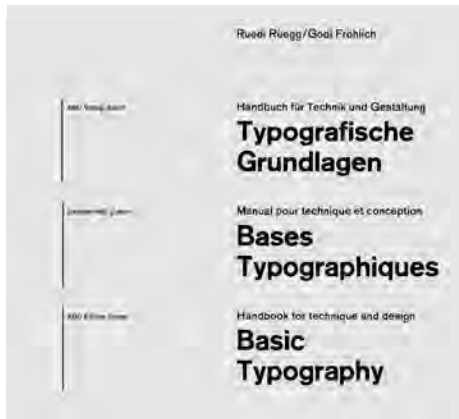 Ruedi Rüegg/Godi Fröhlich
Handbuch für Technik und Gestaltung
Typografische
Grundlagen
Manual pour technique et conception
Bases
Typographiques
Handbook for technique and design
Basic
Typography